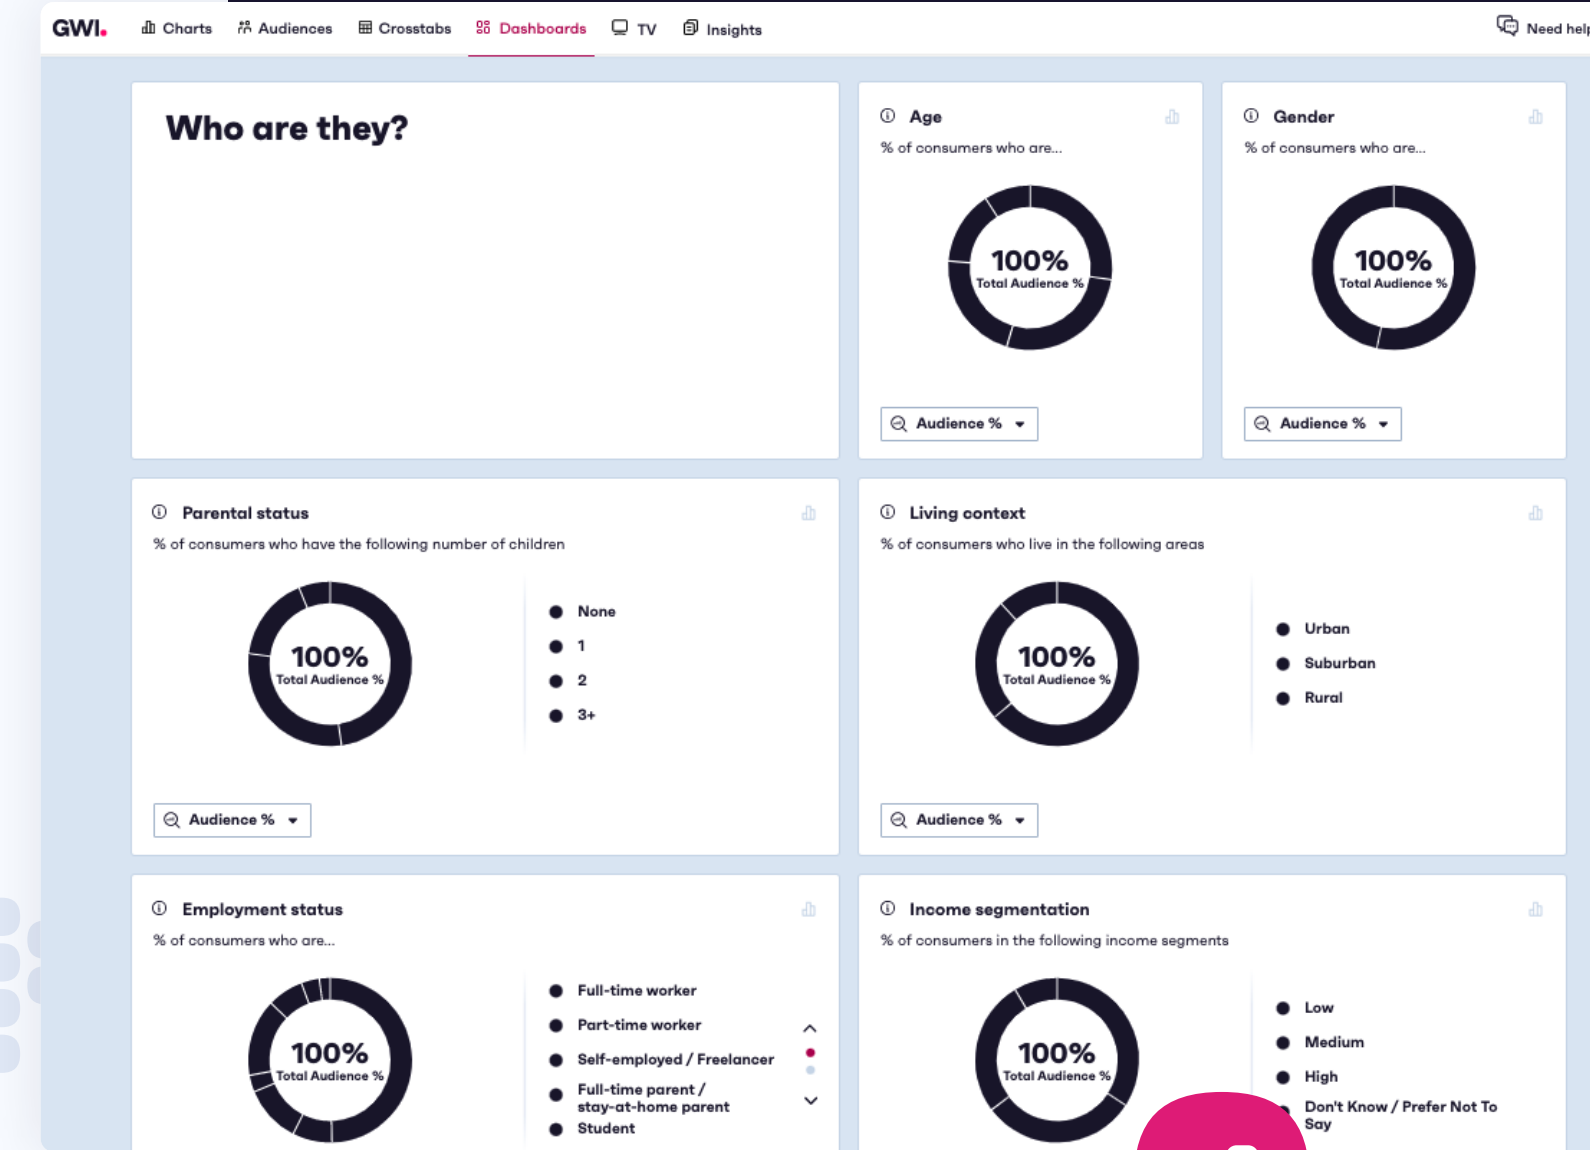 GWI.
Charts
Audiences
Crosstabs
Dashboards
TV
Insights
Need help
Who are they?
Age
% of consumers who are...
100%
Total Audience %
Audience %
Gender
% of consumers who are...
100%
Total Audience %
Audience %
Parental status
% of consumers who have the following number of children
100%
Total Audience %
None
1
2
3+
Audience %
Living context
% of consumers who live in the following areas
100%
Total Audience %
Urban
Suburban
Rural
Audience %
Employment status
% of consumers who are...
100%
Total Audience %
Full-time worker
Part-time worker
Self-employed / Freelancer
Full-time parent /
stay-at-home parent
Student
Income segmentation
% of consumers in the following income segments
100%
Total Audience %
Low
Medium
High
Don't Know / Prefer Not To
Say